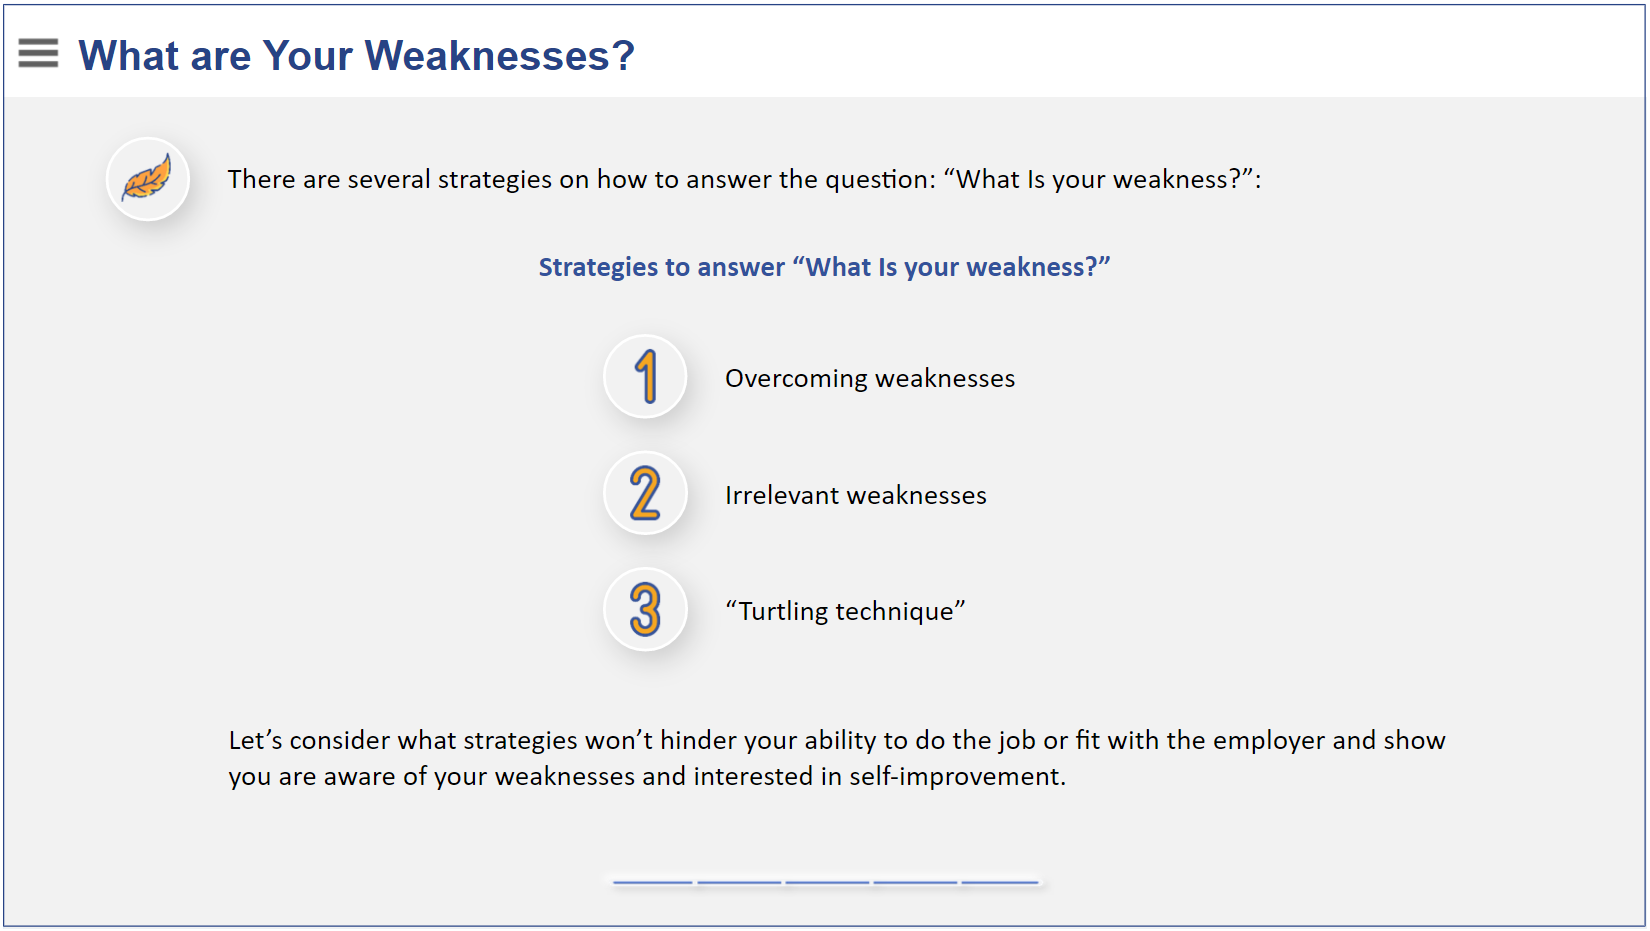 What are Your Weaknesses?
There are several strategies on how to answer the question: “What Is your weakness?”:
Strategies to answer “What Is your weakness?”
1 Overcoming weaknesses
2 Irrelevant weaknesses
3 “Turtling technique”
Let’s consider what strategies won’t hinder your ability to do the job or fit with the employer and show
you are aware of your weaknesses and interested in self-improvement.